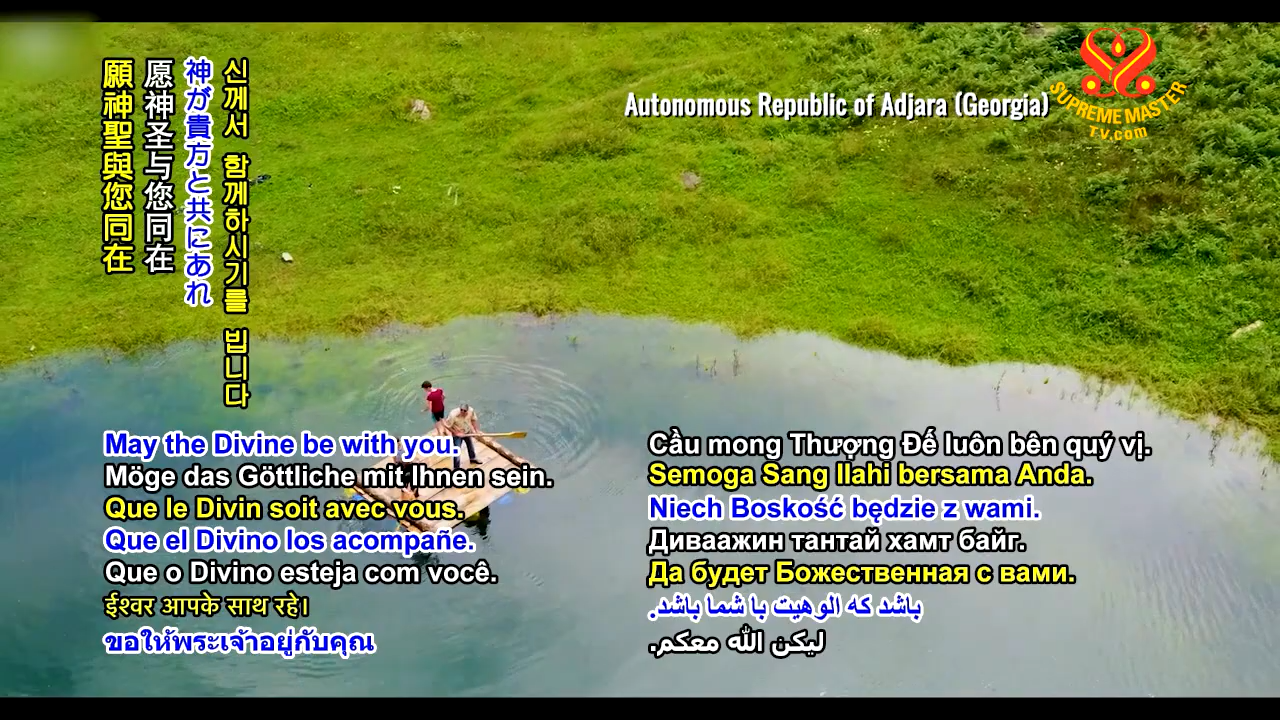 願神聖與您同在
愿神圣与您同在
神が貴方と共にあれ
신께서 함께하시기를 빕니다
Autonomous Republic of Adjara (Georgia)
SUPREME MASTER
TV.com
May the Divine be with you.
Möge das Göttliche mit Ihnen sein.
Que le Divin soit avec vous.
Que el Divino los acompañe.
Que o Divino esteja com você.
ईश्वर आपके साथ रहे।
ขอให้พระเจ้าอยู่กับคุณ
Cầu mong Thượng Đế luôn bên quý vị.
Semoga Sang Ilahi bersama Anda.
Niech Boskość będzie z wami.
Диваажин тантай хамт байг.
Да будет Божественная с вами.
باشد که الوهیت با شما باشد.
ليكن الله معكم.